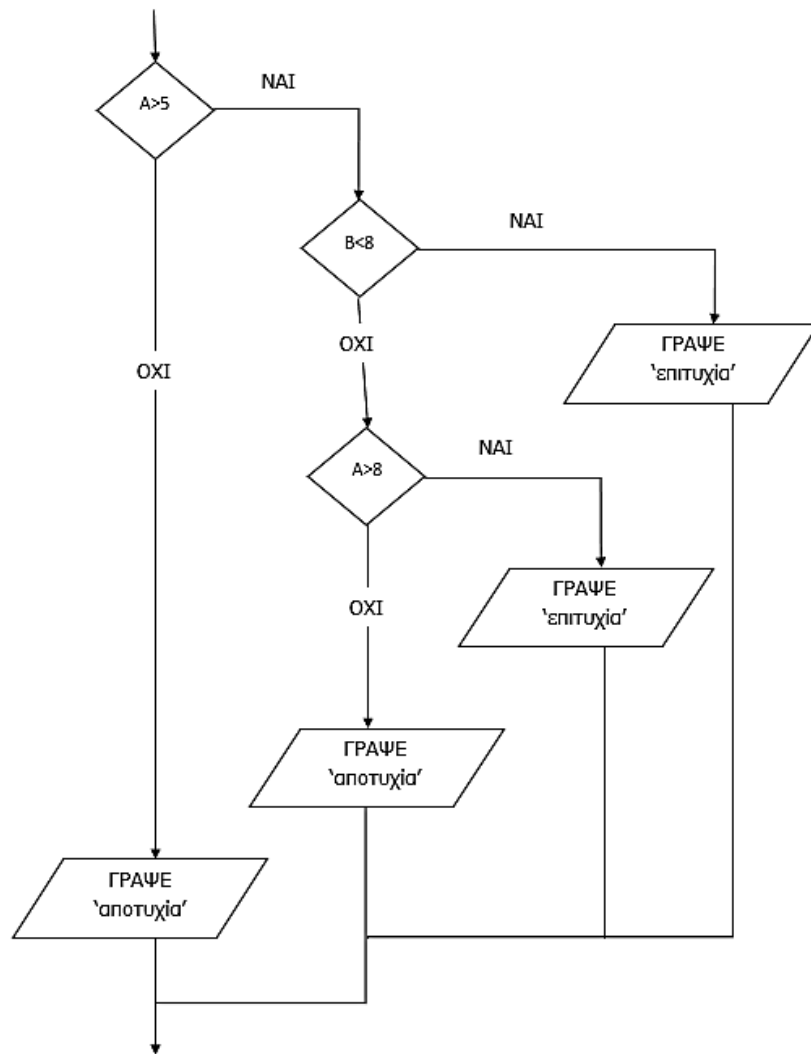 ΝΑΙ
Α>5
ΝΑΙ
Β<8
ΟΧΙ
ΓΡΑΨΕ
‘επιτυχία’
ΟΧΙ
ΝΑΙ
Α>8
ΓΡΑΨΕ
‘επιτυχία’
ΟΧΙ
ΓΡΑΨΕ
‘αποτυχία’
ΓΡΑΨΕ
‘αποτυχία’